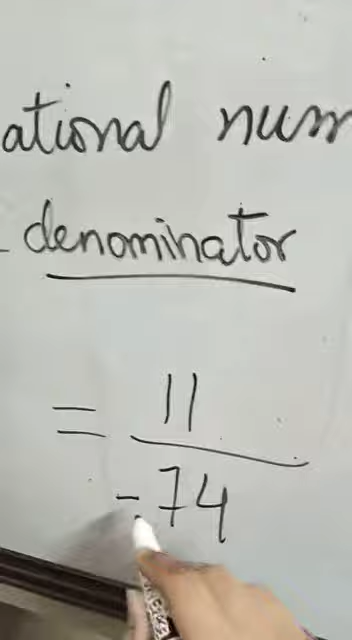 ational num
denominator
= 11
-74